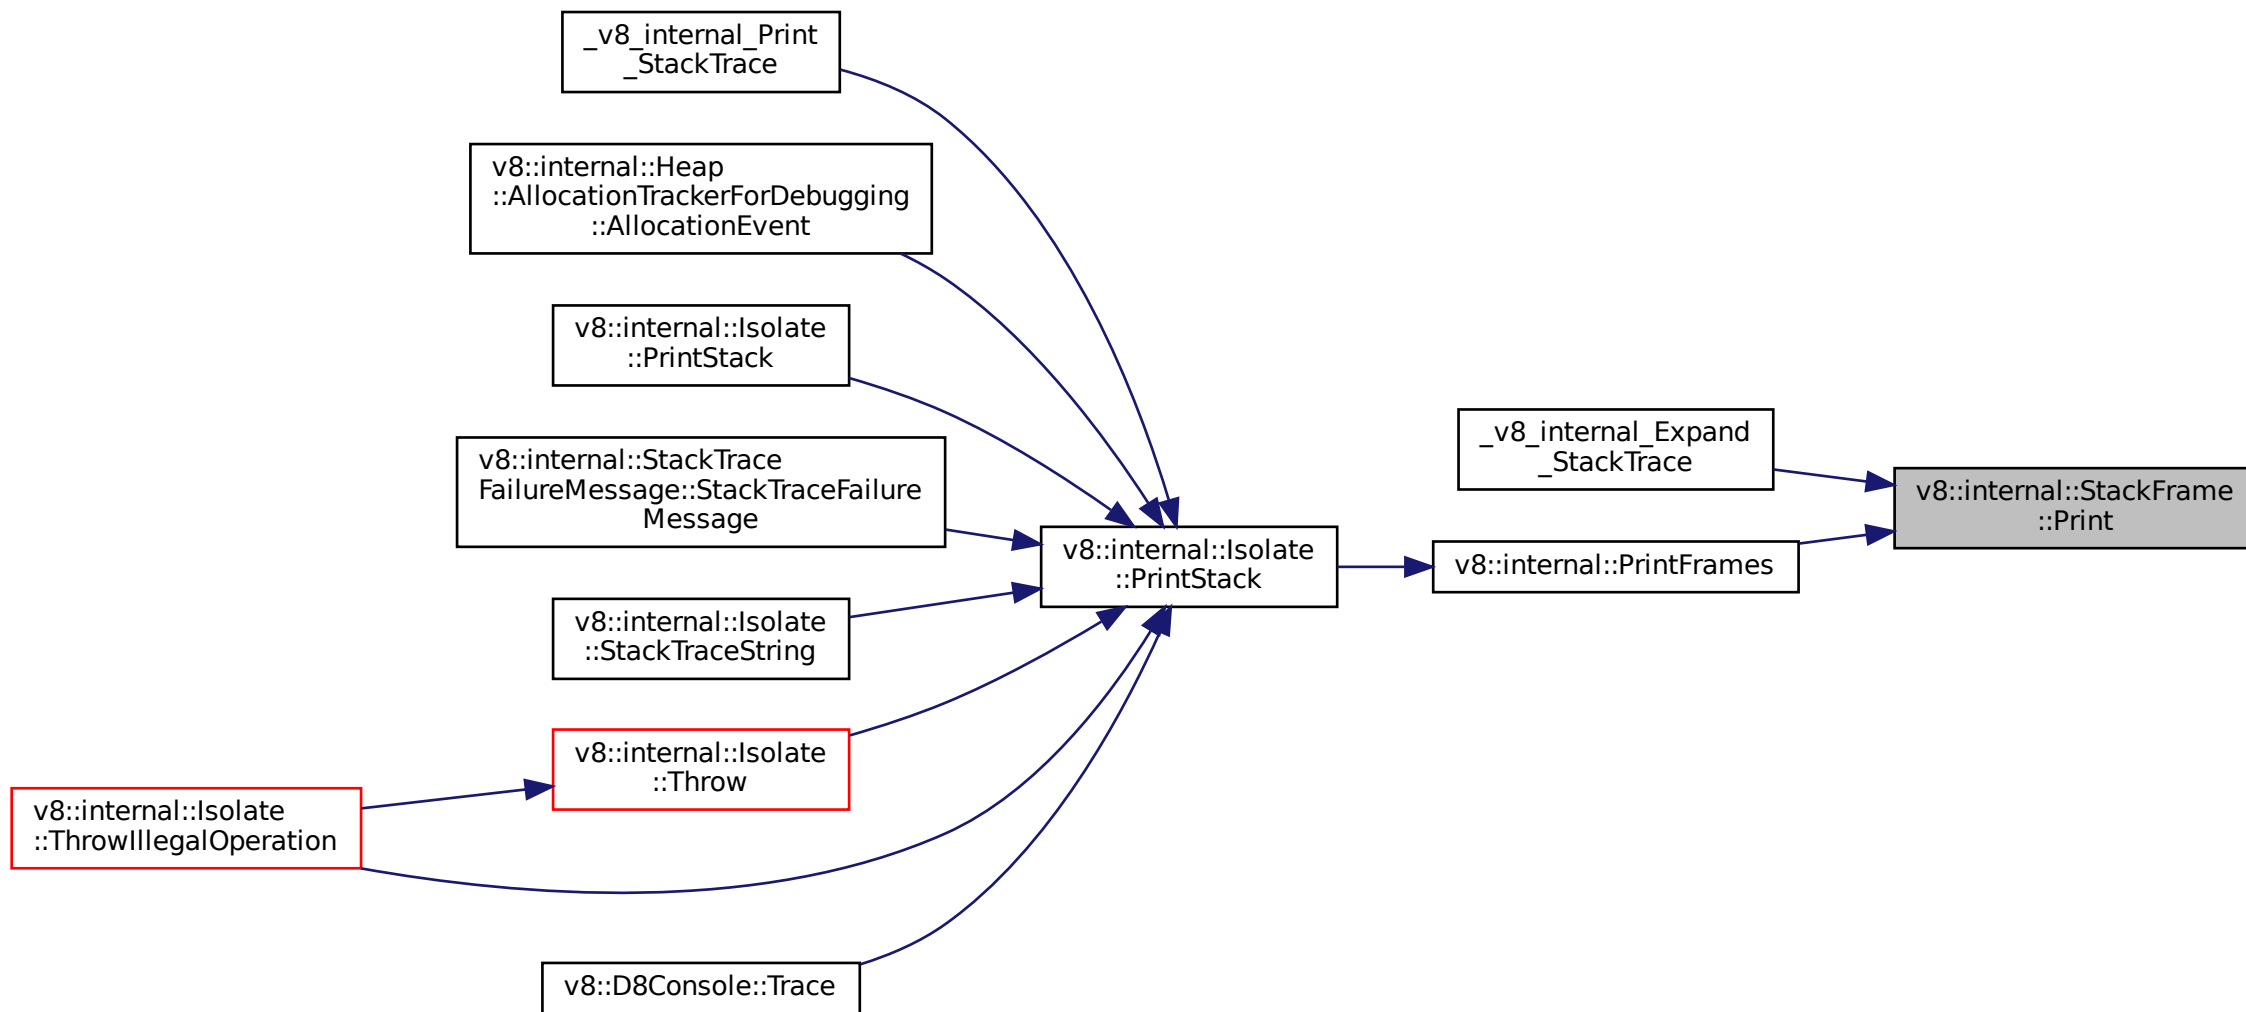 _v8_internal_Print
_StackTrace
v8::internal::Heap
::AllocationTrackerForDebugging
::AllocationEvent
v8::internal::Isolate
::PrintStack
v8::internal::StackTrace
FailureMessage::StackTraceFailure
Message
v8::internal::Isolate
::StackTraceString
v8::internal::Isolate
::Throw
v8::internal::Isolate
::ThrowIllegalOperation
v8::D8Console::Trace
v8::internal::Isolate
::PrintStack
_v8_internal_Expand
_StackTrace
v8::internal::PrintFrames
v8::internal::StackFrame
::Print